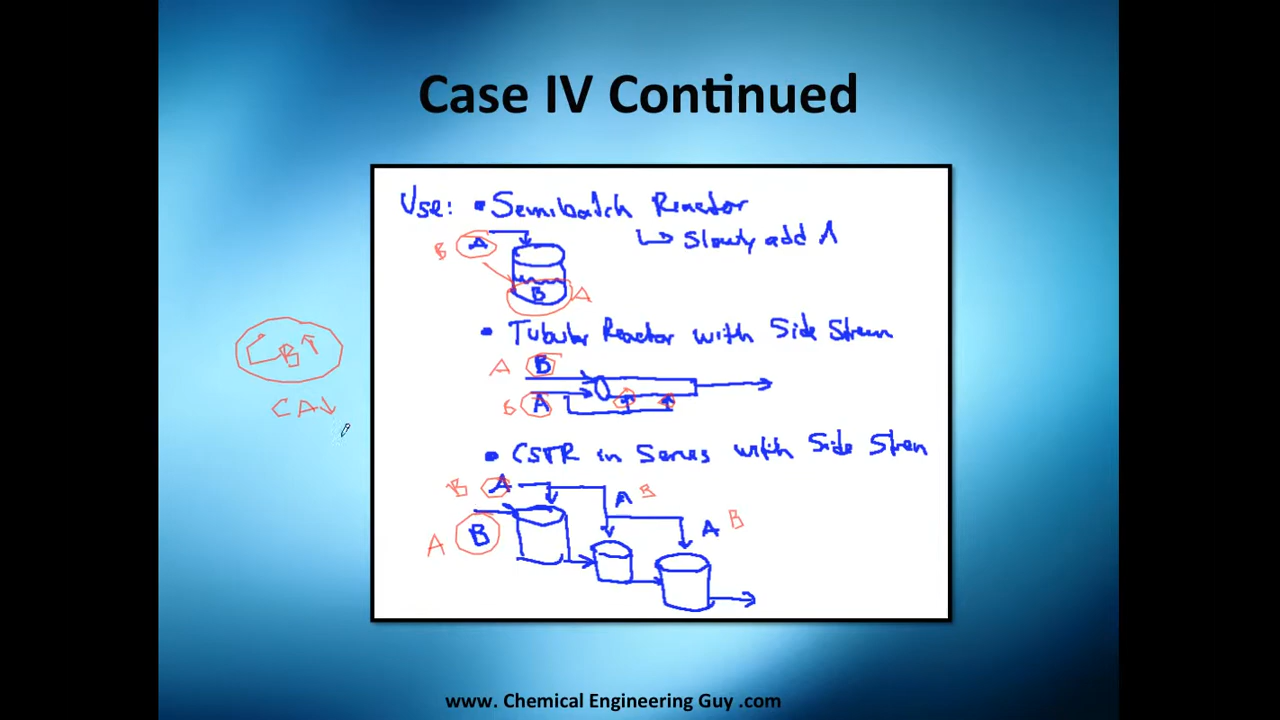 Case IV Continued
Use: • Semibatch Reactor
↳ Slowly add A
B A
B A
• Tubular Reactor with Side Stream
A B
B A
B↑
CA↓
• CSTR in Series with Side Stream
B A
A B
A B
A B
www. Chemical Engineering Guy .com